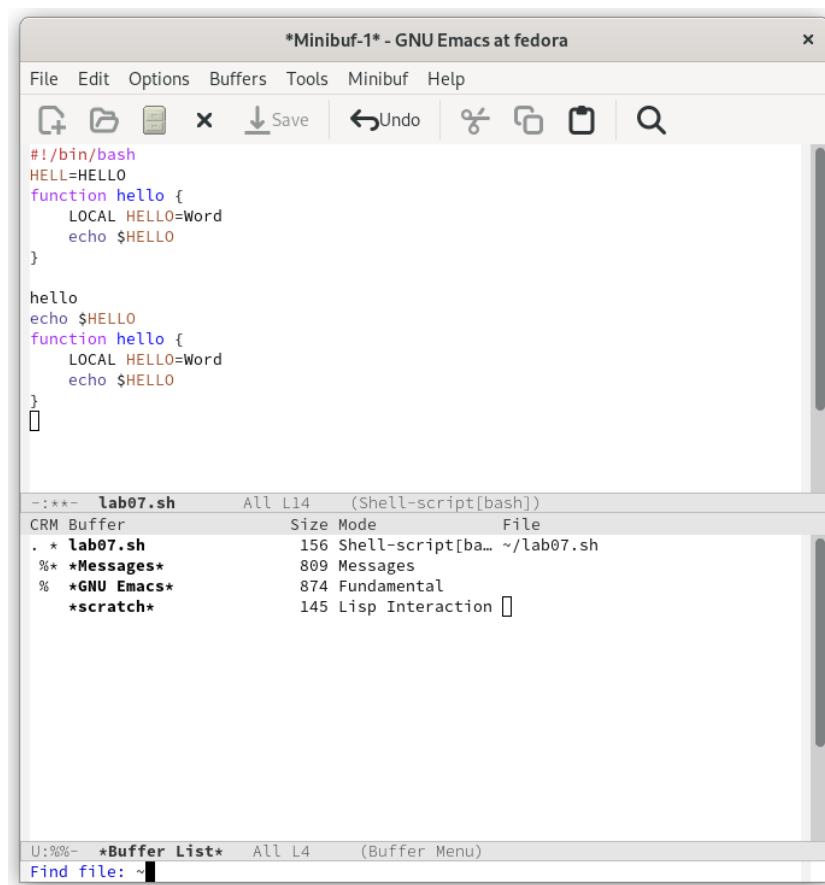 *Minibuf-1* - GNU Emacs at fedora ×
File Edit Options Buffers Tools Minibuf Help
Save Undo
#!/bin/bash
HELL=HELLO
function hello {
    LOCAL HELLO=Word
    echo $HELLO
}
hello
echo $HELLO
function hello {
    LOCAL HELLO=Word
    echo $HELLO
}
-:**-  lab07.sh       All L14    (Shell-script[bash])
CRM Buffer                Size Mode             File
. * lab07.sh               156 Shell-script[ba… ~/lab07.sh
 %* *Messages*             809 Messages
 %  *GNU Emacs*            874 Fundamental
    *scratch*              145 Lisp Interaction
U:%%-  *Buffer List*   All L4     (Buffer Menu)
Find file: ~